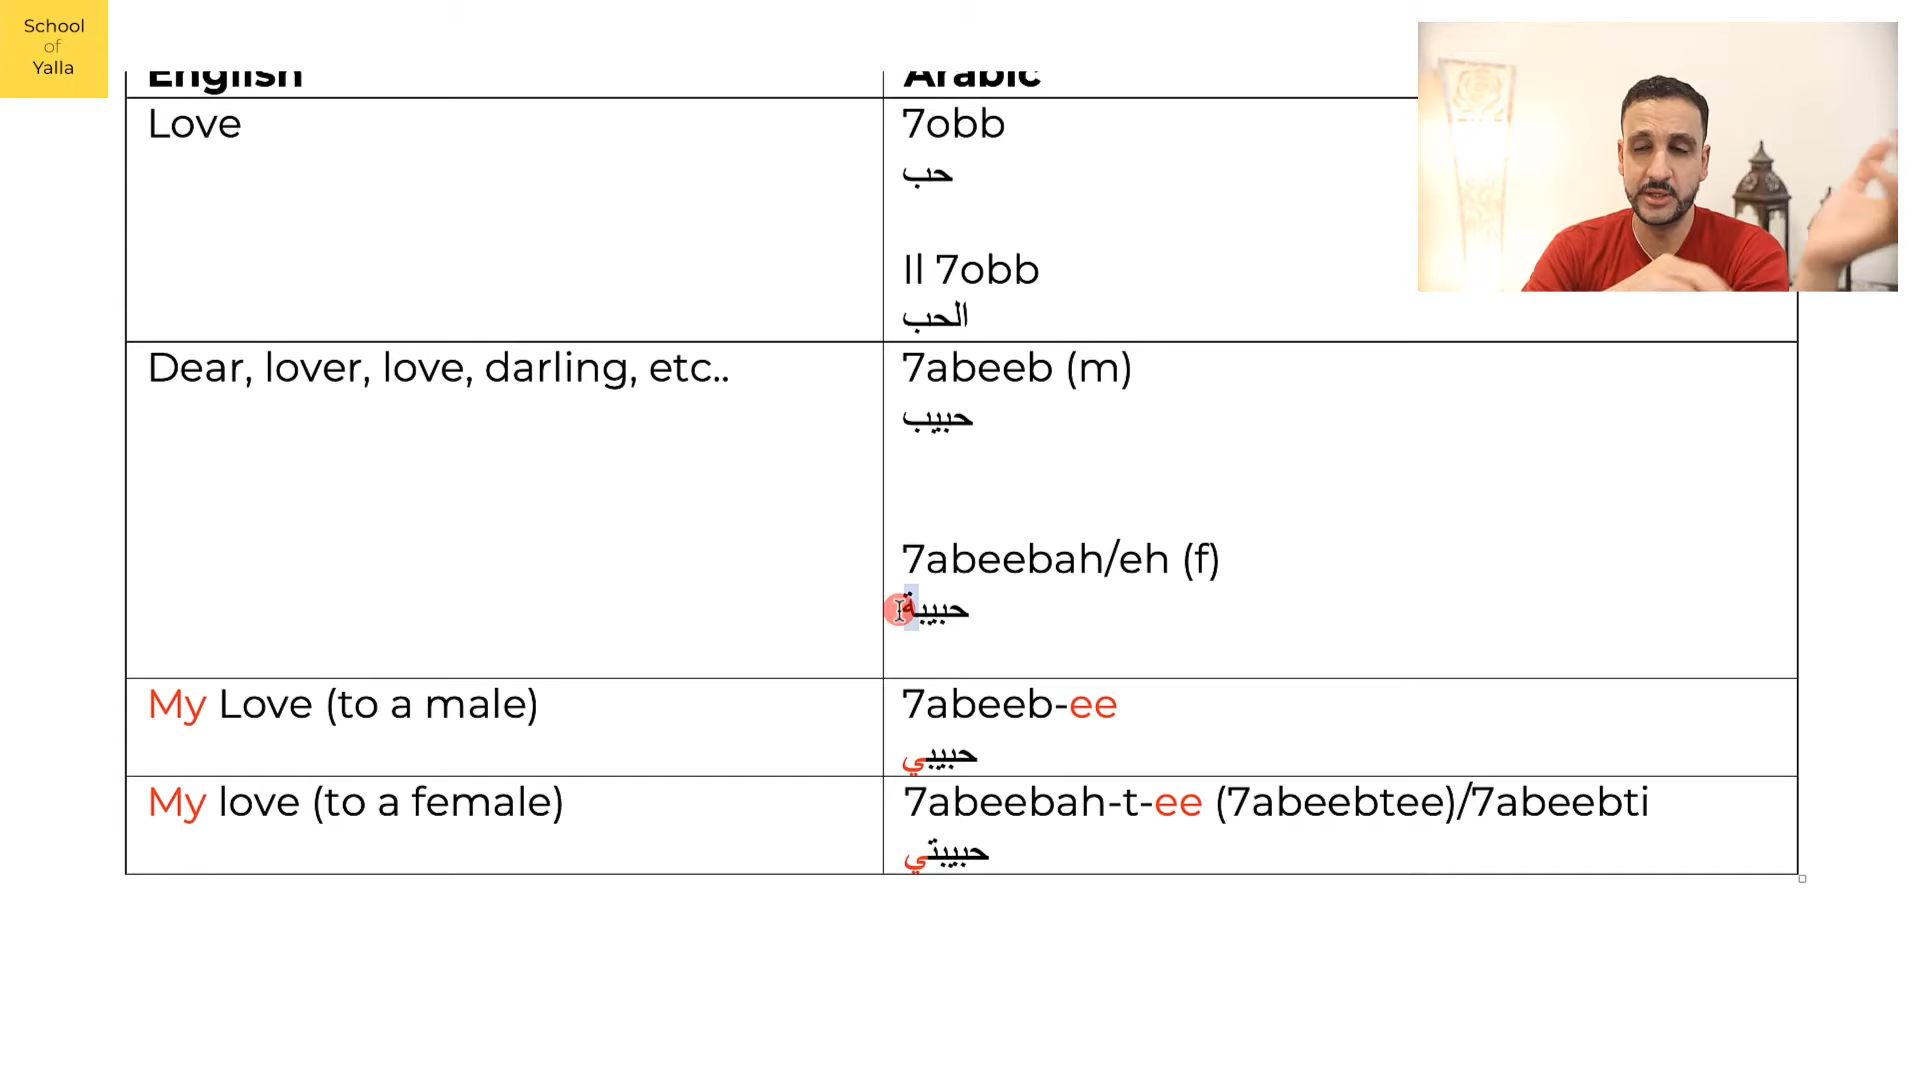 School
of
Yalla
English
Arabic
Love
7obb
حب
Il 7obb
الحب
Dear, lover, love, darling, etc..
7abeeb (m)
حبيب
7abeebah/eh (f)
حبيبة
My Love (to a male)
7abeeb-ee
حبيبي
My love (to a female)
7abeebah-t-ee (7abeebtee)/7abeebti
حبيبتي